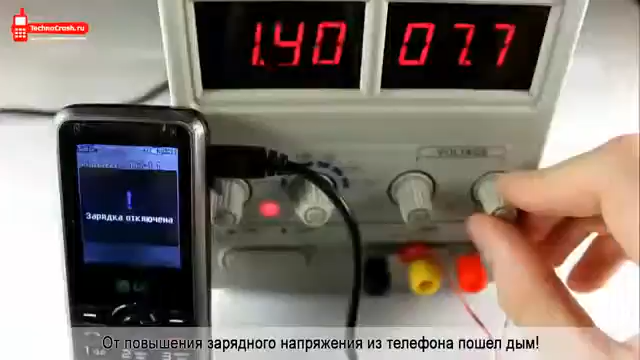 TechnoCrash.ru
1.40 07.7
VOLTAGE
!
Зарядка отключена
LG
От повышения зарядного напряжения из телефона пошел дым!